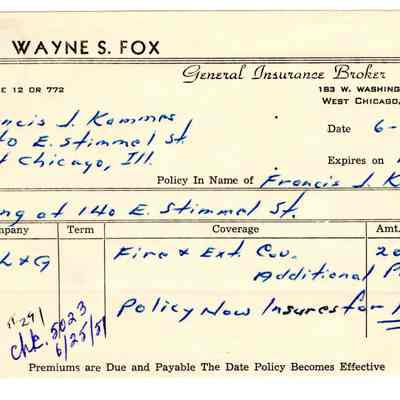 WAYNE S. FOX
General Insurance Broker
E 12 OR 772
183 W. WASHING
WEST CHICAGO,
ncis J. Kammes
40 E. Stimmel St.
t Chicago, Ill.
Date 6-
Expires on
Policy In Name of Francis J. K
ng at 140 E. Stimmel St.
mpany Term Coverage Amt.
L & G Fire & Ext. Cov. 20
Additional P
Policy Now Insures for
chk. 5023
6/25/51
Premiums are Due and Payable The Date Policy Becomes Effective